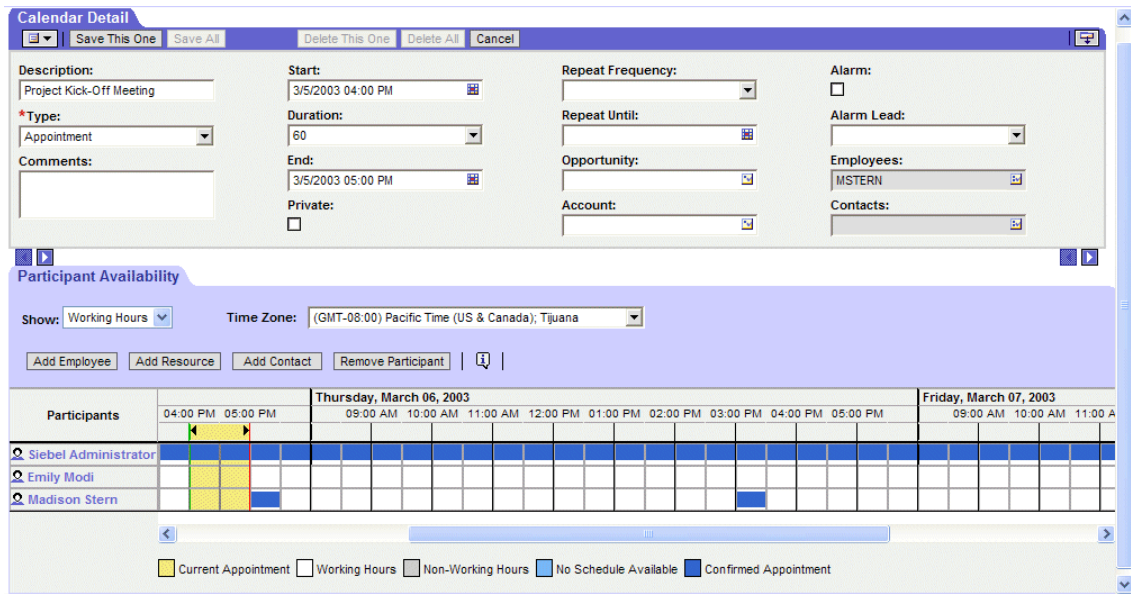 Calendar Detail
Save This One Save All Delete This One Delete All Cancel
Description: Start: Repeat Frequency: Alarm:
Project Kick-Off Meeting 3/5/2003 04:00 PM
*Type: Duration: Repeat Until: Alarm Lead:
Appointment 60
Comments: End: Opportunity: Employees:
3/5/2003 05:00 PM MSTERN
Private: Account: Contacts:
Participant Availability
Show: Working Hours Time Zone: (GMT-08:00) Pacific Time (US & Canada); Tijuana
Add Employee Add Resource Add Contact Remove Participant
Thursday, March 06, 2003 Friday, March 07, 2003
Participants 04:00 PM 05:00 PM 09:00 AM 10:00 AM 11:00 AM 12:00 PM 01:00 PM 02:00 PM 03:00 PM 04:00 PM 05:00 PM 09:00 AM 10:00 AM 11:00 A
Siebel Administrator
Emily Modi
Madison Stern
Current Appointment Working Hours Non-Working Hours No Schedule Available Confirmed Appointment